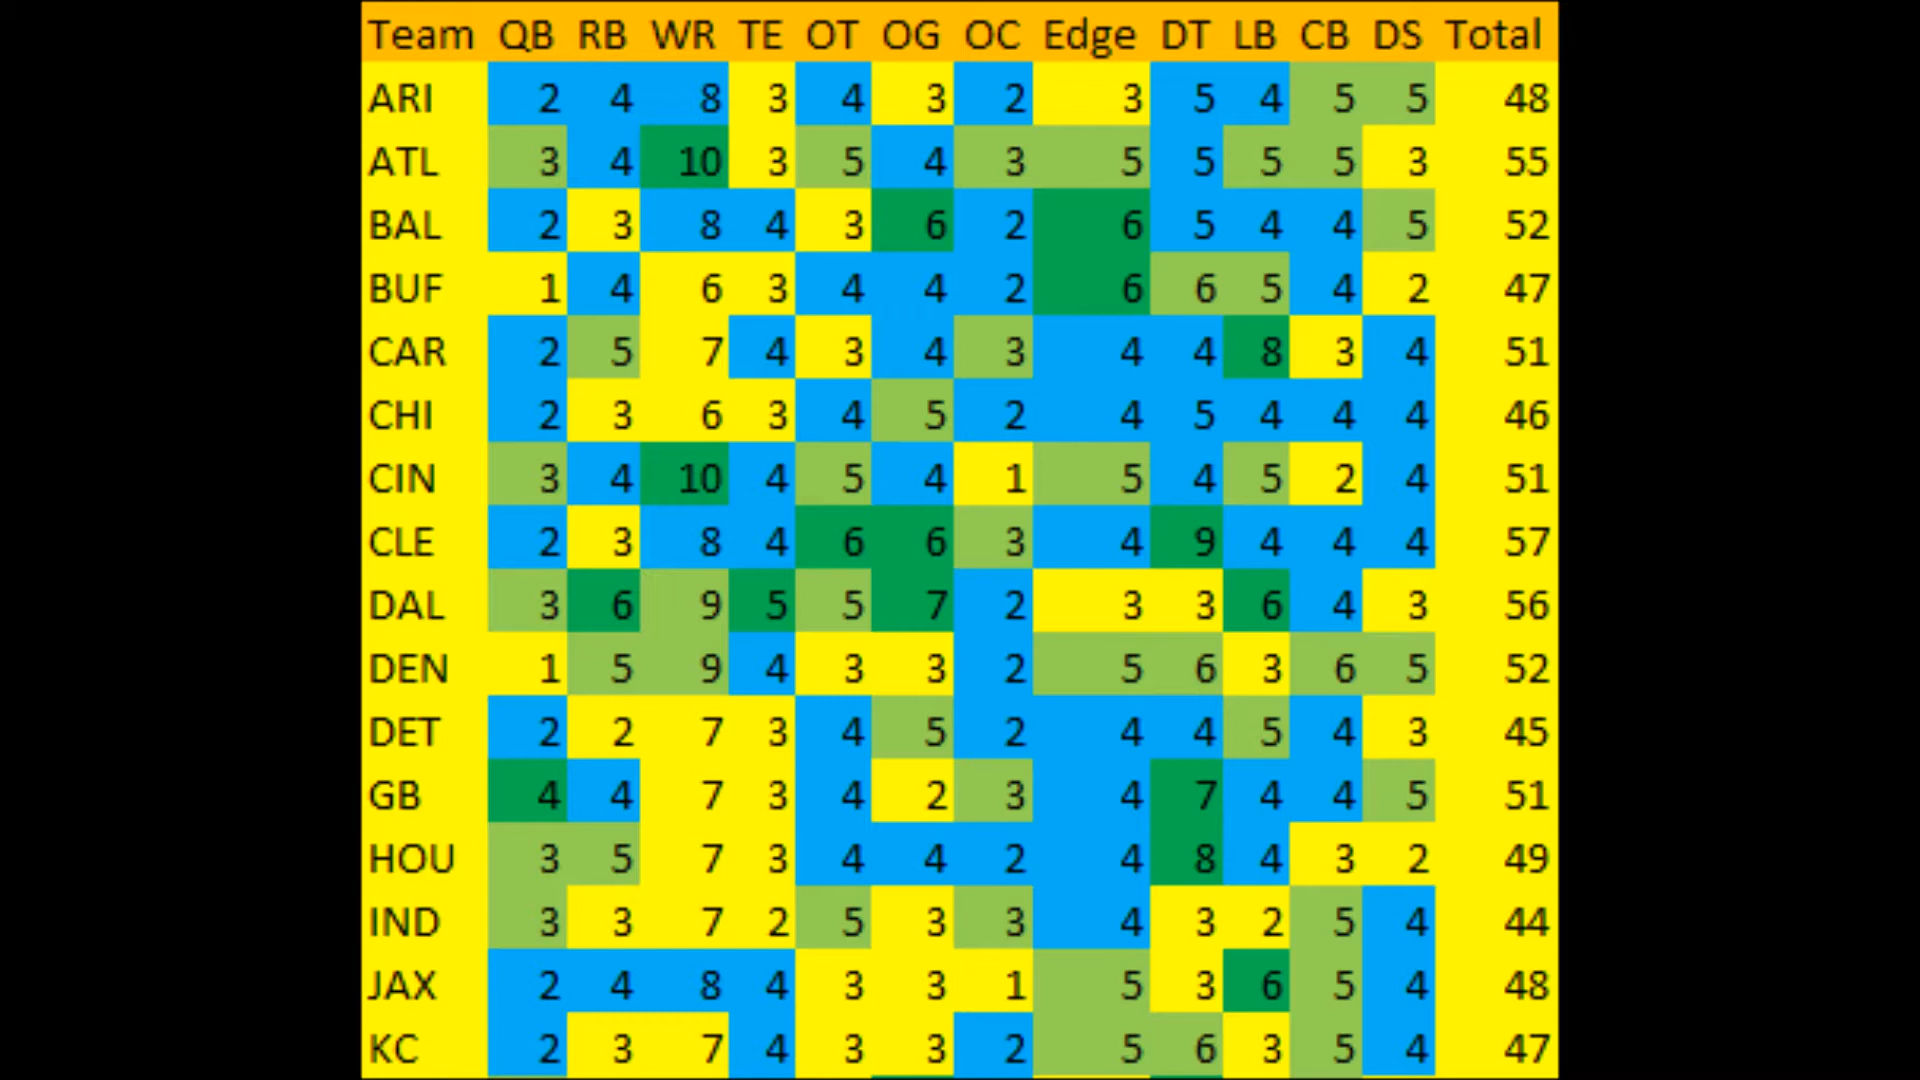 Team QB RB WR TE OT OG OC Edge DT LB CB DS Total
ARI 2 4 8 3 4 3 2 3 5 4 5 5 48
ATL 3 4 10 3 5 4 3 5 5 5 5 3 55
BAL 2 3 8 4 3 6 2 6 5 4 4 5 52
BUF 1 4 6 3 4 4 2 6 6 5 4 2 47
CAR 2 5 7 4 3 4 3 4 4 8 3 4 51
CHI 2 3 6 3 4 5 2 4 5 4 4 4 46
CIN 3 4 10 4 5 4 1 5 4 5 2 4 51
CLE 2 3 8 4 6 6 3 4 9 4 4 4 57
DAL 3 6 9 5 5 7 2 3 3 6 4 3 56
DEN 1 5 9 4 3 3 2 5 6 3 6 5 52
DET 2 2 7 3 4 5 2 4 4 5 4 3 45
GB 4 4 7 3 4 2 3 4 7 4 4 5 51
HOU 3 5 7 3 4 4 2 4 8 4 3 2 49
IND 3 3 7 2 5 3 3 4 3 2 5 4 44
JAX 2 4 8 4 3 3 1 5 3 6 5 4 48
KC 2 3 7 4 3 3 2 5 6 3 5 4 47